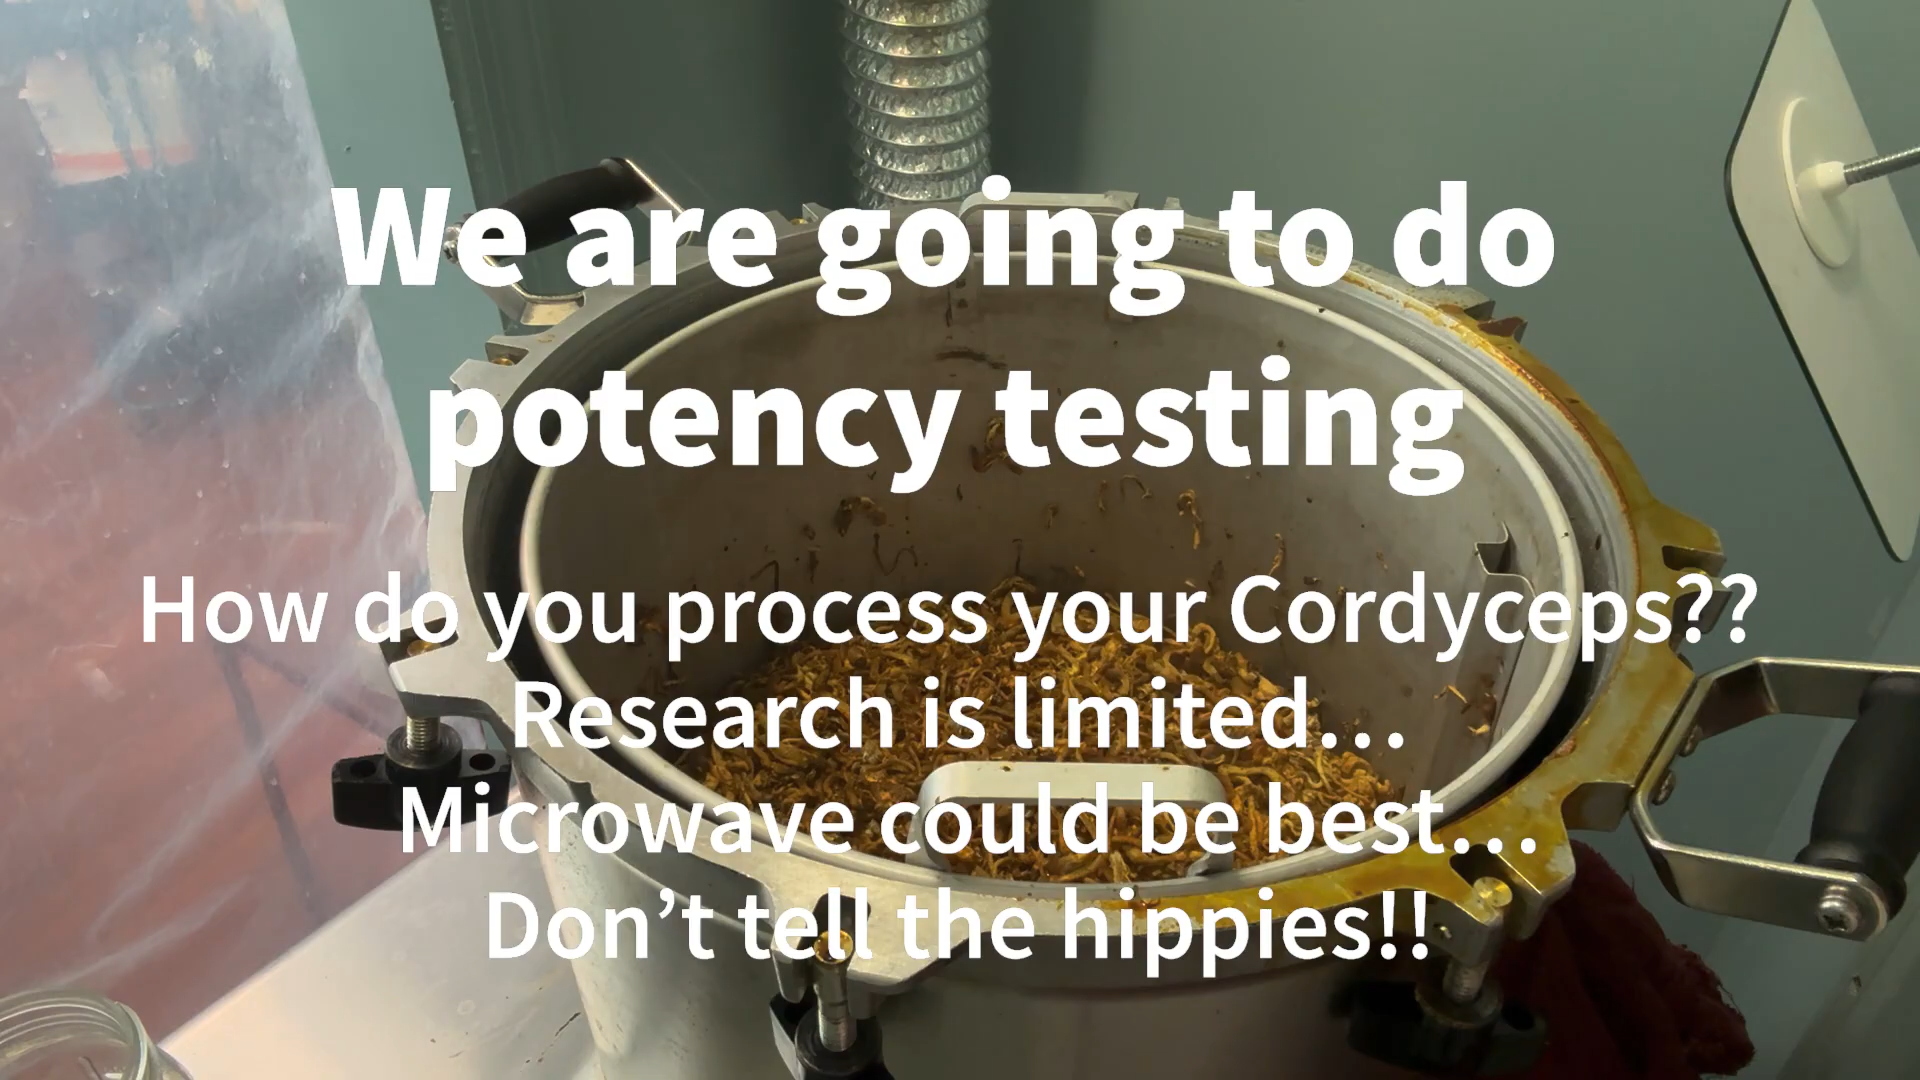 We are going to do
potency testing
How do you process your Cordyceps??
Research is limited…
Microwave could be best…
Don’t tell the hippies!!